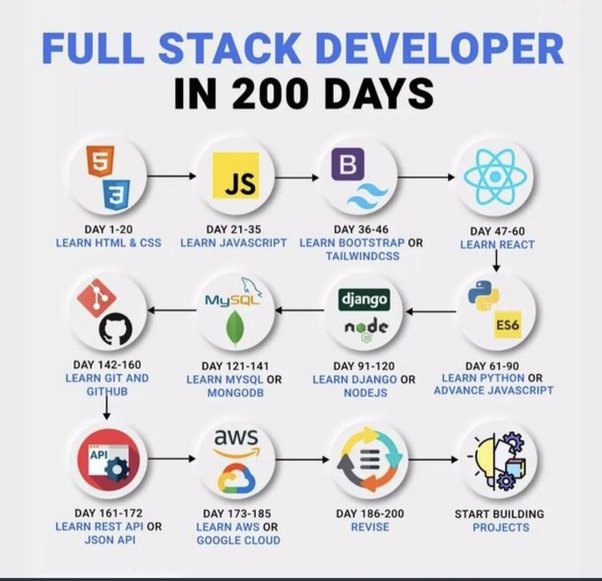 FULL STACK DEVELOPER
IN 200 DAYS
5
3
JS
B
DAY 1-20
LEARN HTML & CSS
DAY 21-35
LEARN JAVASCRIPT
DAY 36-46
LEARN BOOTSTRAP OR
TAILWINDCSS
DAY 47-60
LEARN REACT
MySQL
django
node
JS
ES6
DAY 142-160
LEARN GIT AND
GITHUB
DAY 121-141
LEARN MYSQL OR
MONGODB
DAY 91-120
LEARN DJANGO OR
NODEJS
DAY 61-90
LEARN PYTHON OR
ADVANCE JAVASCRIPT
API
aws
DAY 161-172
LEARN REST API OR
JSON API
DAY 173-185
LEARN AWS OR
GOOGLE CLOUD
DAY 186-200
REVISE
START BUILDING
PROJECTS